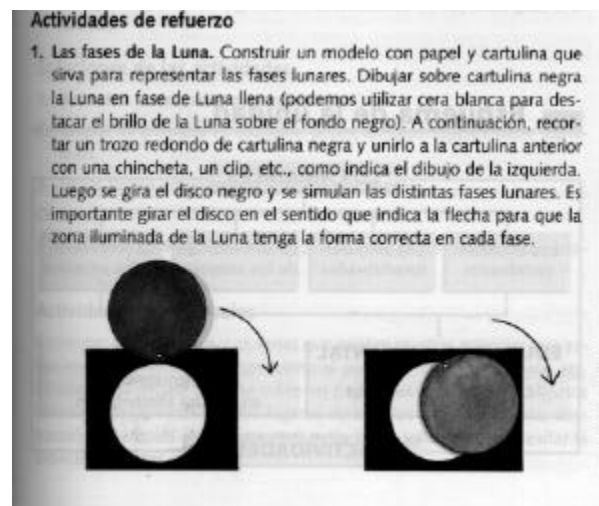 Actividades de refuerzo
1. Las fases de la Luna. Construir un modelo con papel y cartulina que
sirva para representar las fases lunares. Dibujar sobre cartulina negra
la Luna en fase de Luna llena (podemos utilizar cera blanca para des-
tacar el brillo de la Luna sobre el fondo negro). A continuación, recor-
tar un trozo redondo de cartulina negra y unirlo a la cartulina anterior
con una chincheta, un clip, etc., como indica el dibujo de la izquierda.
Luego se gira el disco negro y se simulan las distintas fases lunares. Es
importante girar el disco en el sentido que indica la flecha para que la
zona iluminada de la Luna tenga la forma correcta en cada fase.